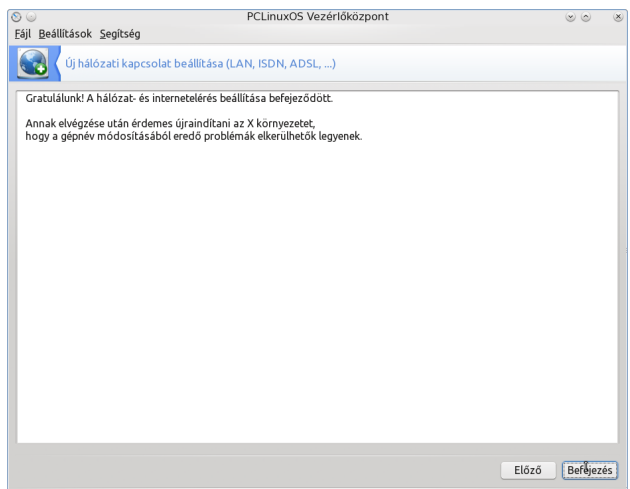 PCLinuxOS Vezérlőközpont
Fájl Beállítások Segítség
Új hálózati kapcsolat beállítása (LAN, ISDN, ADSL, ...)
Gratulálunk! A hálózat- és internetelérés beállítása befejeződött.
Annak elvégzése után érdemes újraindítani az X környezetet,
hogy a gépnév módosításából eredő problémák elkerülhetők legyenek.
Előző Befejezés